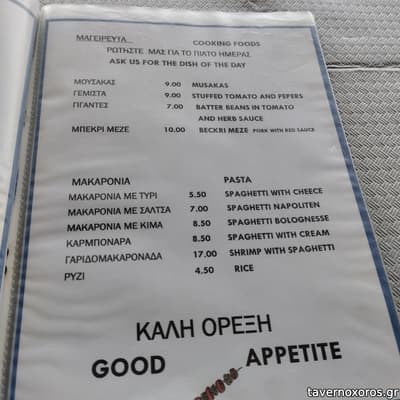 ΜΑΓΕΙΡΕΥΤΑ... COOKING FOODS
ΡΩΤΗΣΤΕ ΜΑΣ ΓΙΑ ΤΟ ΠΙΑΤΟ ΗΜΕΡΑΣ
ASK US FOR THE DISH OF THE DAY
ΜΟΥΣΑΚΑΣ 9.00 MUSAKAS
ΓΕΜΙΣΤΑ 9.00 STUFFED TOMATO AND PEPERS
ΓΙΓΑΝΤΕΣ 7.00 BATTER BEANS IN TOMATO
AND HERB SAUCE
ΜΠΕΚΡΙ ΜΕΖΕ 10.00 BECKRI MEZE PORK WITH RED SAUCE
ΜΑΚΑΡΟΝΙΑ PASTA
ΜΑΚΑΡΟΝΙΑ ΜΕ ΤΥΡΙ 5.50 SPAGHETTI WITH CHEECE
ΜΑΚΑΡΟΝΙΑ ΜΕ ΣΑΛΤΣΑ 7.00 SPAGHETTI NAPOLITEN
ΜΑΚΑΡΟΝΙΑ ΜΕ ΚΙΜΑ 8.50 SPAGHETTI BOLOGNESSE
ΚΑΡΜΠΟΝΑΡΑ 8.50 SPAGHETTI WITH CREAM
ΓΑΡΙΔΟΜΑΚΑΡΟΝΑΔΑ 17.00 SHRIMP WITH SPAGHETTI
ΡΥΖΙ 4.50 RICE
ΚΑΛΗ ΟΡΕΞΗ
GOOD APPETITE
tavernoxoros.gr